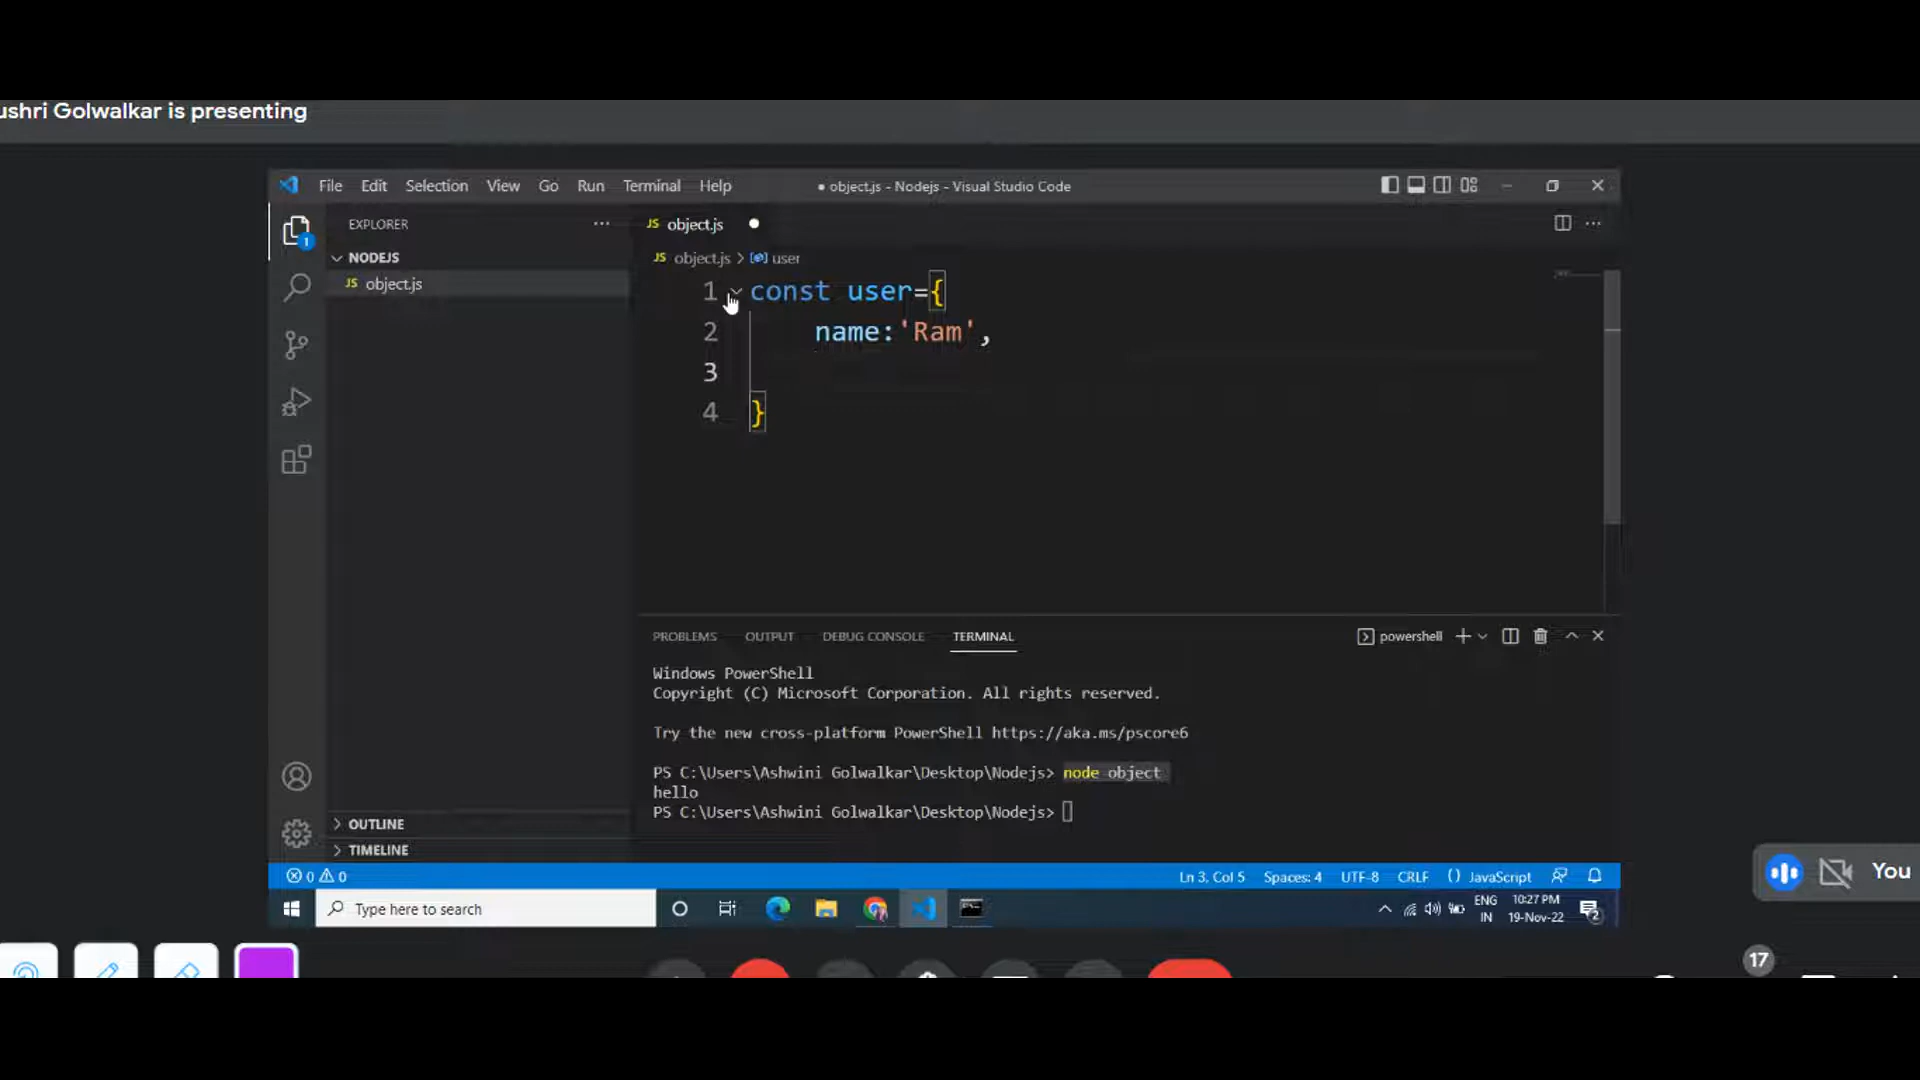 ushri Golwalkar is presenting
File Edit Selection View Go Run Terminal Help ● object.js - Nodejs - Visual Studio Code
EXPLORER ··· JS object.js ●
NODEJS JS object.js > user
JS object.js
1 const user={
2 name:'Ram',
3
4 }
PROBLEMS OUTPUT DEBUG CONSOLE TERMINAL powershell
Windows PowerShell
Copyright (C) Microsoft Corporation. All rights reserved.
Try the new cross-platform PowerShell https://aka.ms/pscore6
PS C:\Users\Ashwini Golwalkar\Desktop\Nodejs> node object
hello
PS C:\Users\Ashwini Golwalkar\Desktop\Nodejs>
1
OUTLINE
TIMELINE
0 0 Ln 3, Col 5 Spaces: 4 UTF-8 CRLF () JavaScript
You
Type here to search ENG IN 10:27 PM 19-Nov-22 2
17